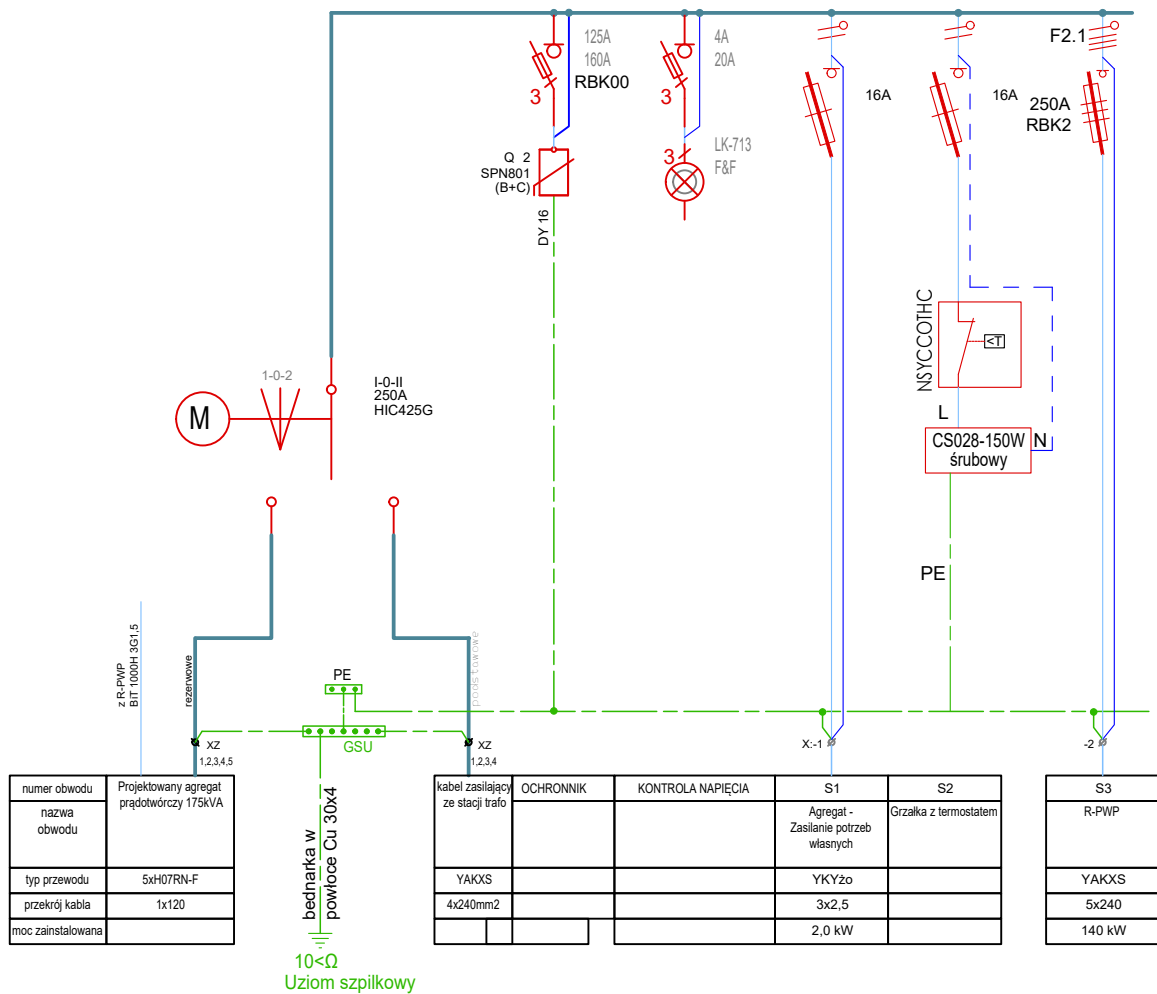 125A
160A
RBK00
3
4A
20A
3
16A
16A
F2.1
250A
RBK2
Q 2
SPN801
(B+C)
3
LK-713
F&F
DY 16
NSYCCOTHC
<T
1-0-2
M
I-0-II
250A
HIC425G
L
CS028-150W
śrubowy
N
PE
z R-PWP
BiT 1000H 3G1,5
rezerwowe
PE
podstawowe
GSU
XZ
1,2,3,4,5
XZ
1,2,3,4
X:-1
-2
numer obwodu
Projektowany agregat
prądotwórczy 175kVA
kabel zasilający
ze stacji trafo
OCHRONNIK
KONTROLA NAPIĘCIA
S1
S2
S3
nazwa
obwodu
Agregat -
Zasilanie potrzeb
własnych
Grzałka z termostatem
R-PWP
typ przewodu
5xH07RN-F
YAKXS
YKYżo
YAKXS
przekrój kabla
1x120
4x240mm2
3x2,5
5x240
moc zainstalowana
2,0 kW
140 kW
bednarka w
powłoce Cu 30x4
10<Ω
Uziom szpilkowy